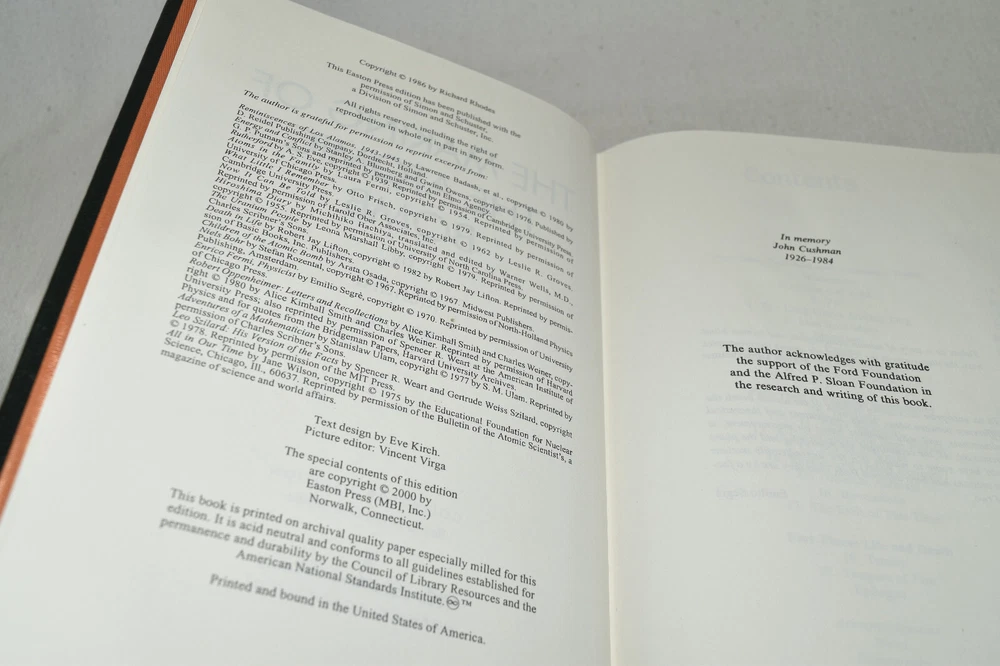 Copyright © 1986 by Richard Rhodes
This Easton Press edition has been published with the
permission of Simon and Schuster,
a Division of Simon and Schuster, Inc.
All rights reserved, including the right of
reproduction in whole or in part in any form.
The author is grateful for permission to reprint excerpts from:
Reminiscences of Los Alamos, 1943-1945 by Lawrence Badash, et al., copyright © 1980 by
D. Reidel Publishing Company, Dordrecht, Holland.
Energy and Conflict by Stanley A. Blumberg and Gwinn Owens, copyright © 1976. Published by
G. P. Putnam's Sons and reprinted by permission of Ann Elmo Agency.
Rutherford by A. S. Eve, copyright © 1939. Reprinted by permission of Cambridge University Press.
Atoms in the Family by Laura Fermi, copyright © 1954. Reprinted by permission of
University of Chicago Press.
What Little I Remember by Otto Frisch, copyright © 1979. Reprinted by permission of
Cambridge University Press.
Now It Can Be Told by Leslie R. Groves, copyright © 1962 by Leslie R. Groves.
Reprinted by permission of Harold Ober Associates, Inc.
Hiroshima Diary by Michihiko Hachiya, translated and edited by Warner Wells, M.D.,
copyright © 1955. Reprinted by permission of University of North Carolina Press.
The Uranium People by Leona Marshall Libby, copyright © 1979. Reprinted by permission of
Charles Scribner's Sons.
Death in Life by Robert Jay Lifton, copyright © 1982 by Robert Jay Lifton. Reprinted by permis-
sion of Basic Books, Inc. Publishers.
Children of the Atomic Bomb by Arata Osada, copyright © 1967. Midwest Publishers.
Niels Bohr by Stefan Rozental, copyright © 1967. Reprinted by permission of North-Holland Physics
Publishing, Amsterdam.
Enrico Fermi, Physicist by Emilio Segrè, copyright © 1970. Reprinted by permission of University
of Chicago Press.
Robert Oppenheimer: Letters and Recollections by Alice Kimball Smith and Charles Weiner, copy-
right © 1980 by Alice Kimball Smith and Charles Weiner. Reprinted by permission of Harvard
University Press; also reprinted by permission of Spencer R. Weart at the American Institute of
Physics and for quotes from the Bridgeman Papers, Harvard University Archives.
Adventures of a Mathematician by Stanislaw Ulam, copyright © 1977 by S. M. Ulam. Reprinted by
permission of Charles Scribner's Sons.
Leo Szilard: His Version of the Facts by Spencer R. Weart and Gertrude Weiss Szilard, copyright
© 1978. Reprinted by permission of the MIT Press.
All in Our Time by Jane Wilson, copyright © 1975 by the Educational Foundation for Nuclear
Science, Chicago, Ill., 60637. Reprinted by permission of the Bulletin of the Atomic Scientist's, a
magazine of science and world affairs.
Text design by Eve Kirch.
Picture editor: Vincent Virga
The special contents of this edition
are copyright © 2000 by
Easton Press (MBI, Inc.)
Norwalk, Connecticut.
This book is printed on archival quality paper especially milled for this
edition. It is acid neutral and conforms to all guidelines established for
permanence and durability by the Council of Library Resources and the
American National Standards Institute. ∞™
Printed and bound in the United States of America.
In memory
John Cushman
1926–1984
The author acknowledges with gratitude
the support of the Ford Foundation
and the Alfred P. Sloan Foundation in
the research and writing of this book.